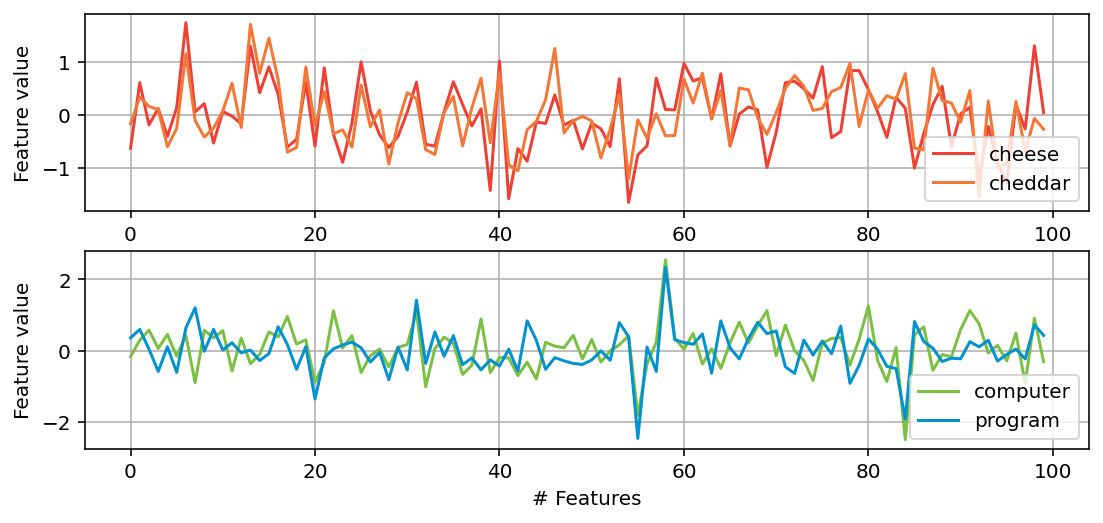 Feature value
1
0
−1
cheese
cheddar
0 20 40 60 80 100
Feature value
2
0
−2
computer
program
0 20 40 60 80 100
# Features